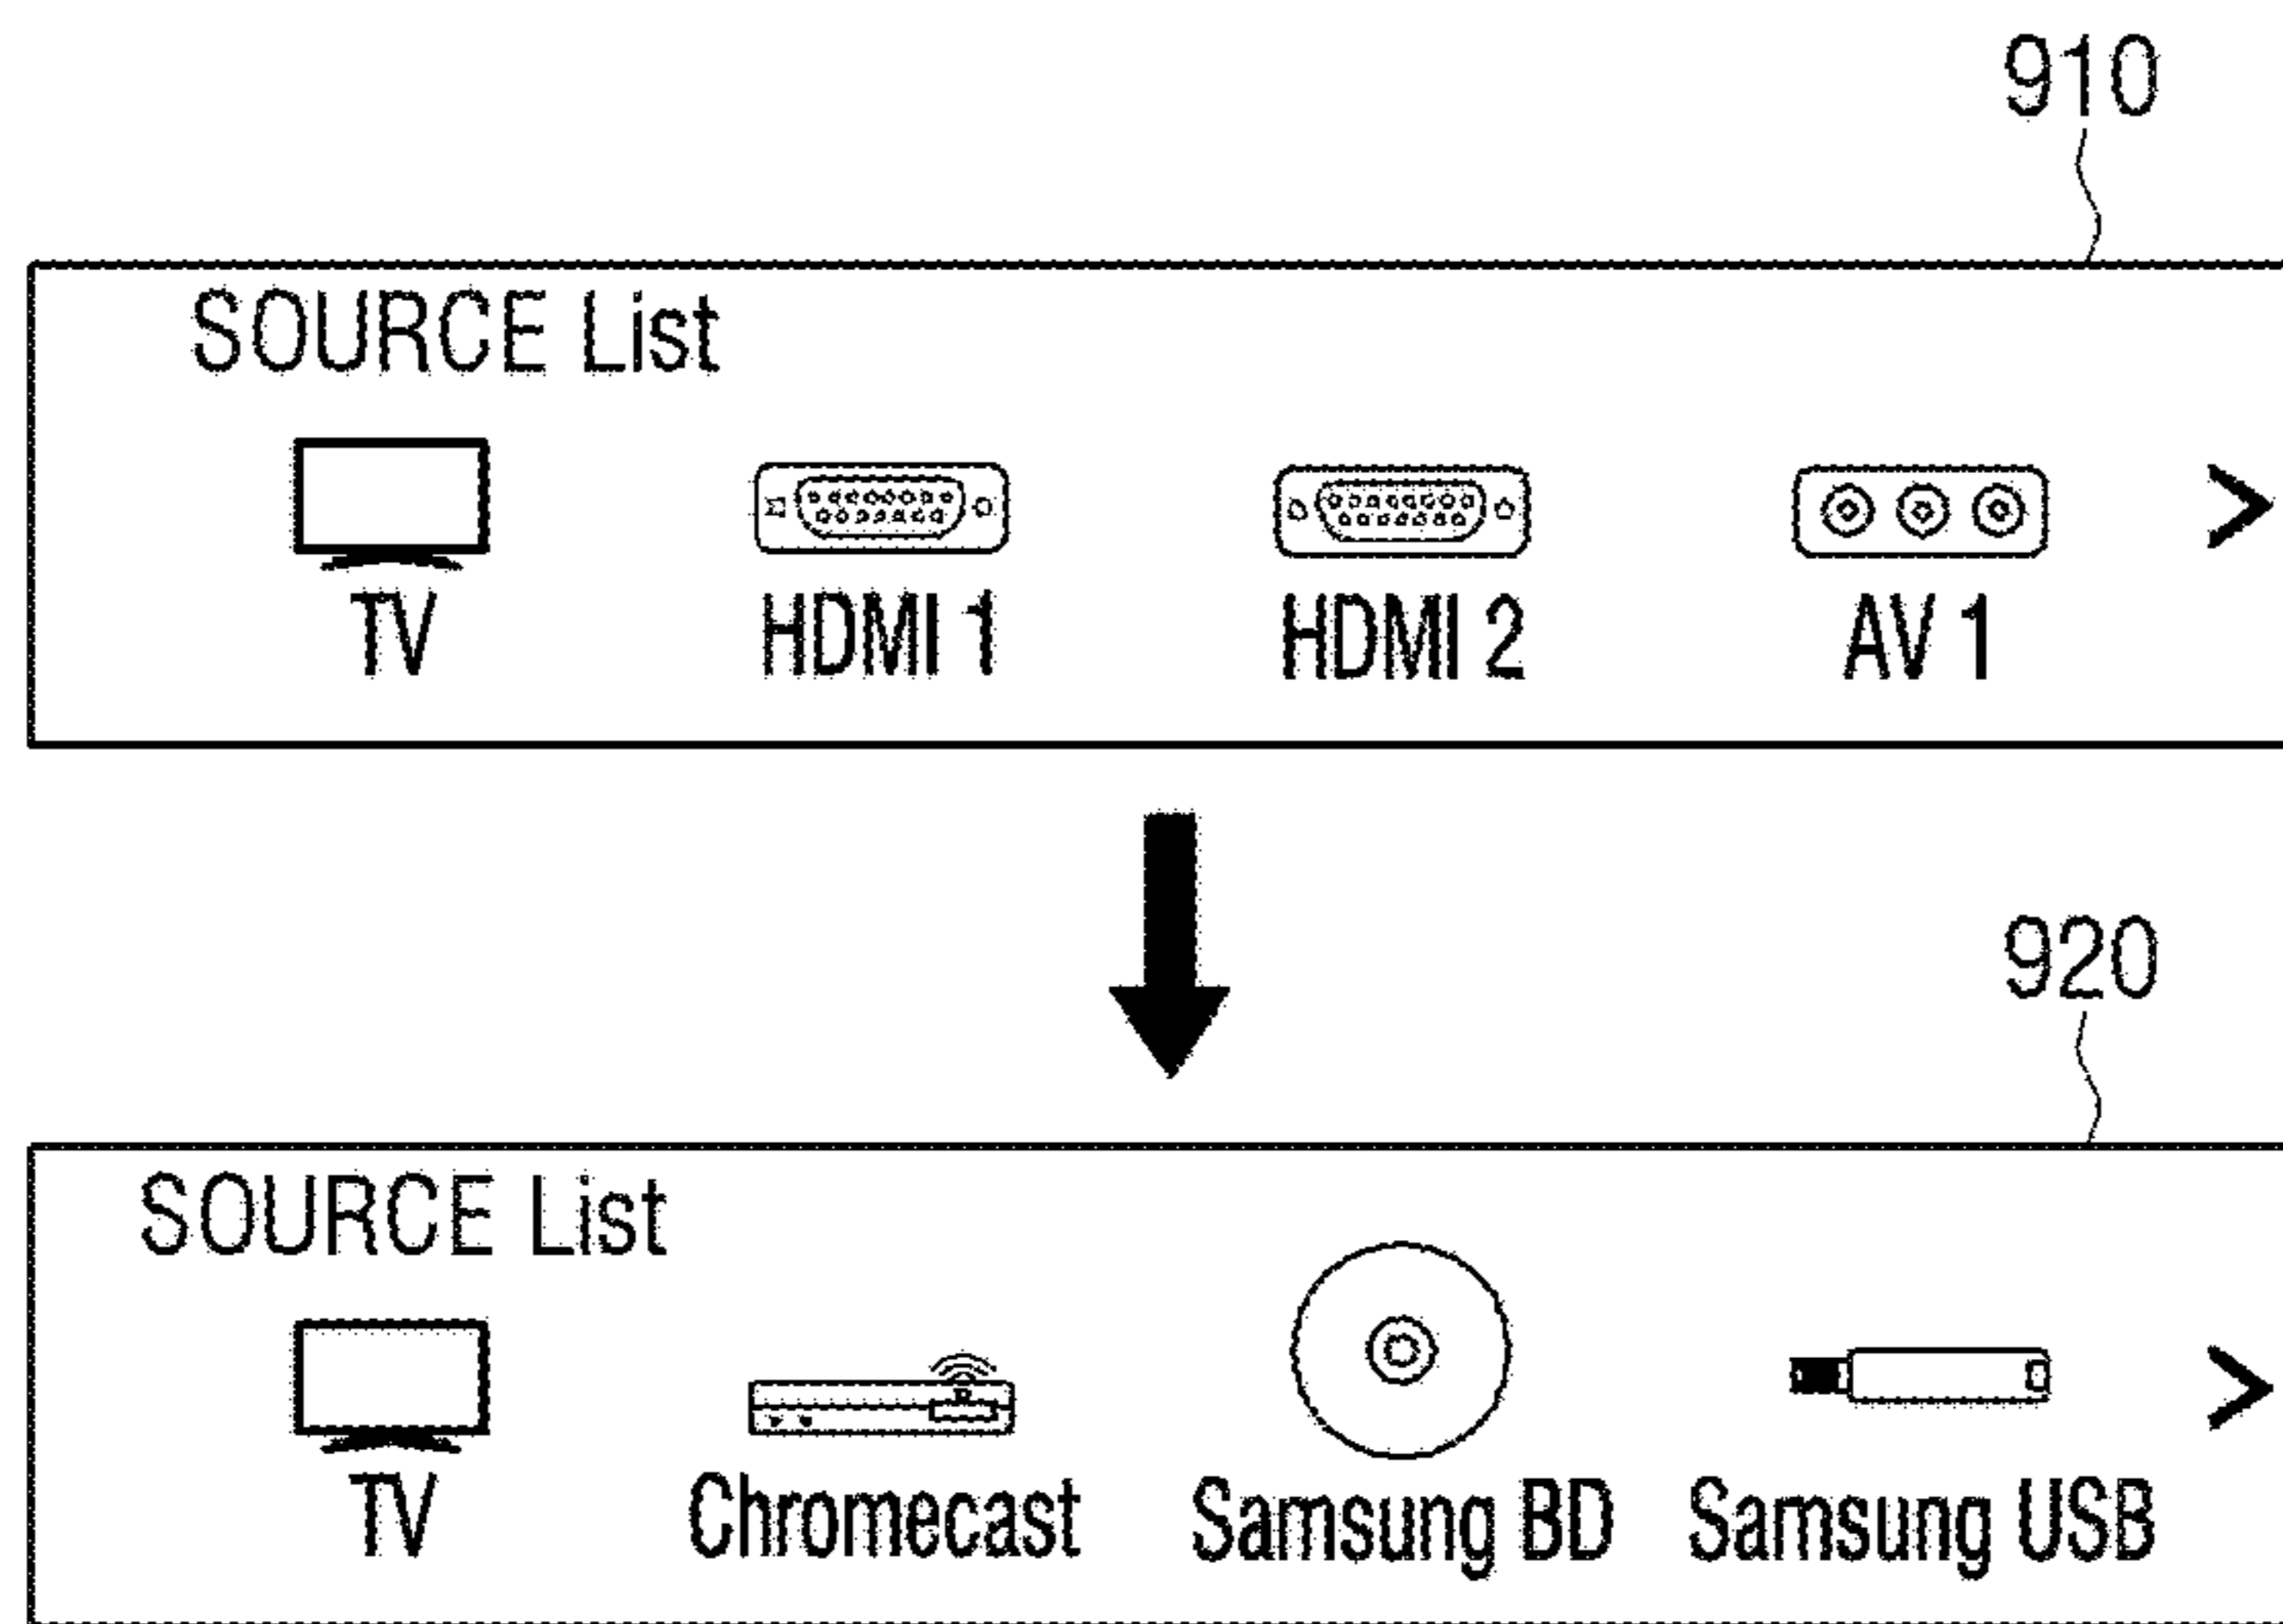 910
SOURCE List
TV HDMI 1 HDMI 2 AV 1
920
SOURCE List
TV Chromecast Samsung BD Samsung USB